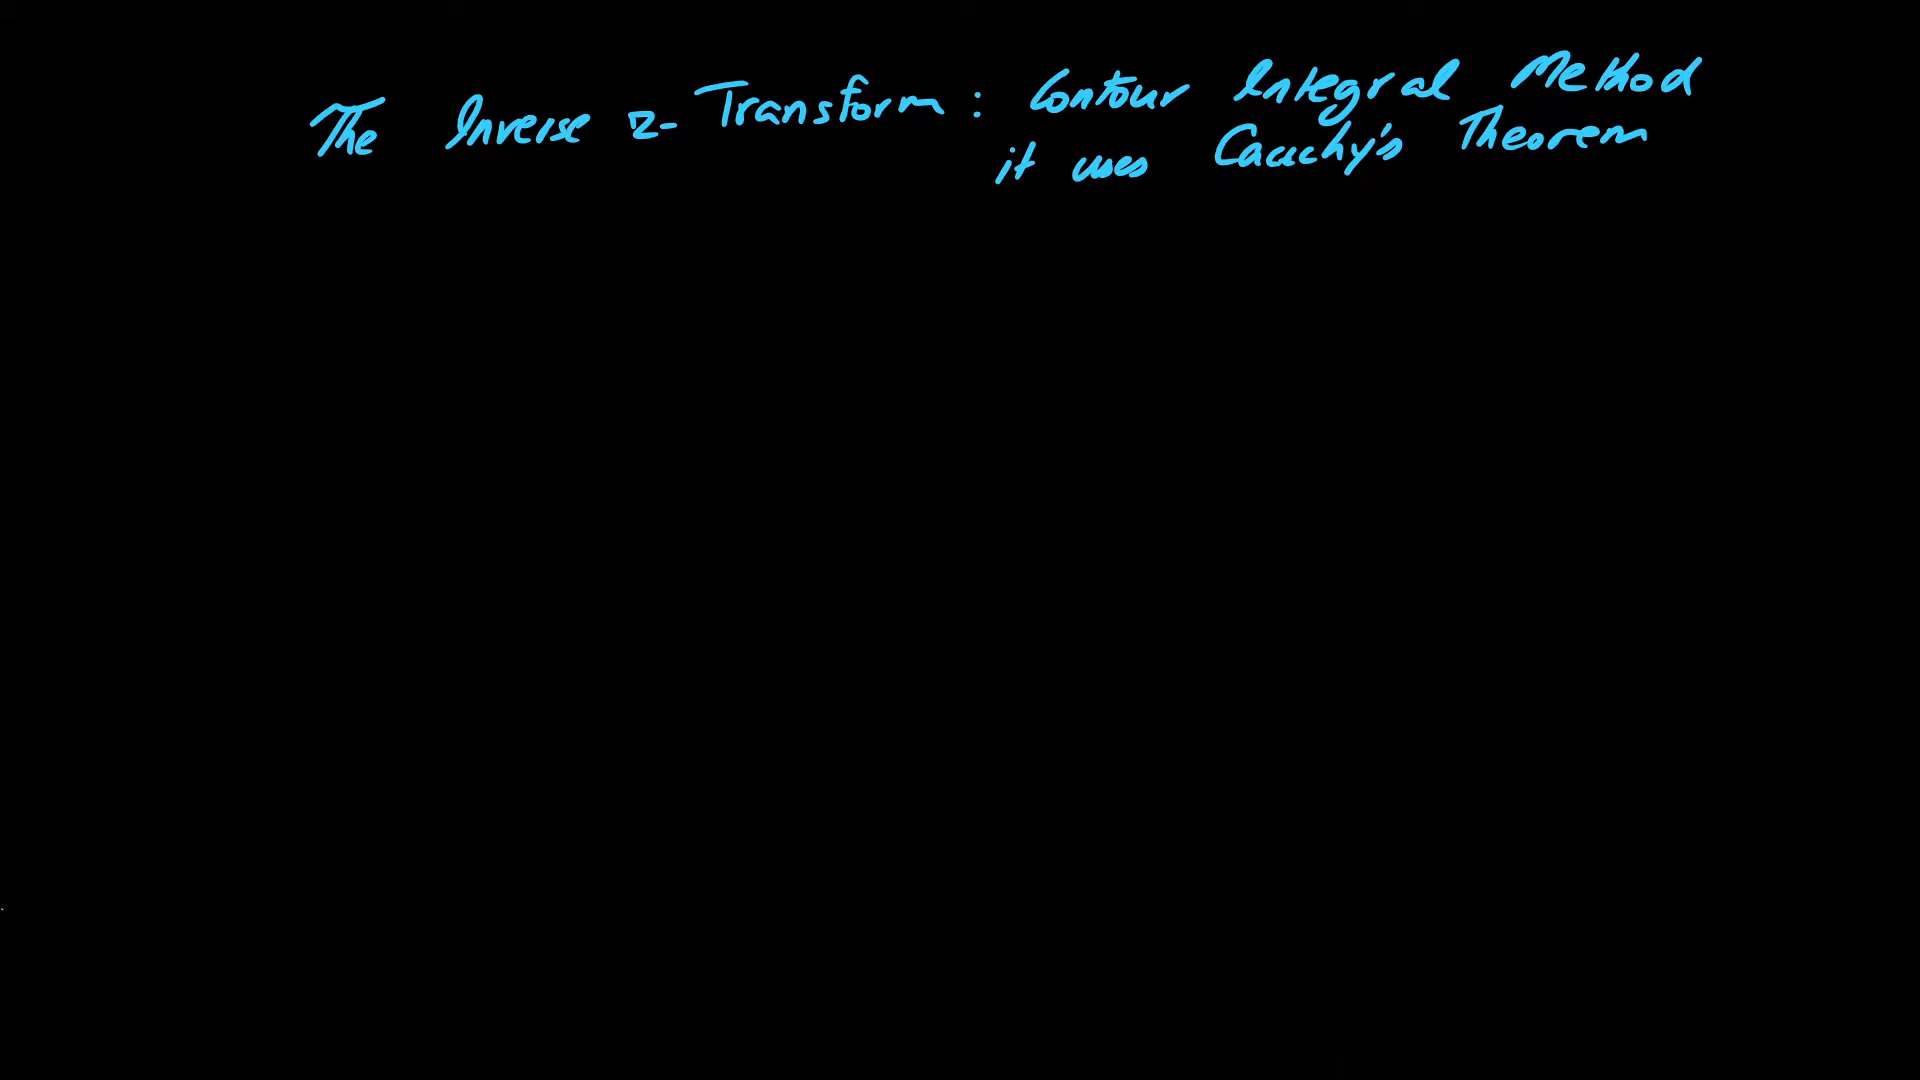 The Inverse z-Transform : Contour Integral Method
it uses Cauchy's Theorem